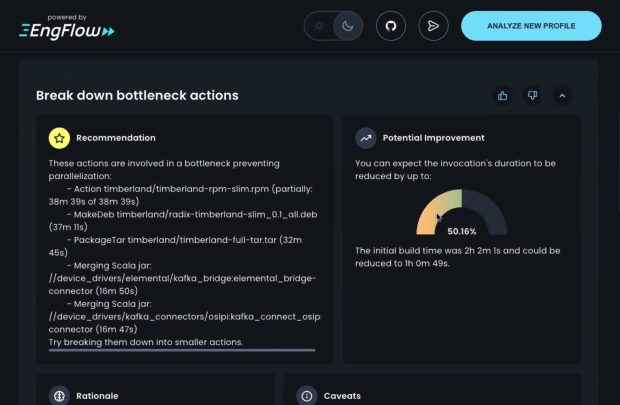 powered by
EngFlow
ANALYZE NEW PROFILE
Break down bottleneck actions
Recommendation
These actions are involved in a bottleneck preventing
parallelization:
- Action timberland/timberland-rpm-slim.rpm (partially:
38m 39s of 38m 39s)
- MakeDeb timberland/radix-timberland-slim_0.1_all.deb
(37m 11s)
- PackageTar timberland/timberland-full-tar.tar (32m
45s)
- Merging Scala jar:
//device_drivers/elemental/kafka_bridge:elemental_bridge-
connector (16m 50s)
- Merging Scala jar:
//device_drivers/kafka_connectors/osipi:kafka_connect_osip
connector (16m 47s)
Try breaking them down into smaller actions.
Potential Improvement
You can expect the invocation's duration to be
reduced by up to:
50.16%
The initial build time was 2h 2m 1s and could be
reduced to 1h 0m 49s.
Rationale
Caveats